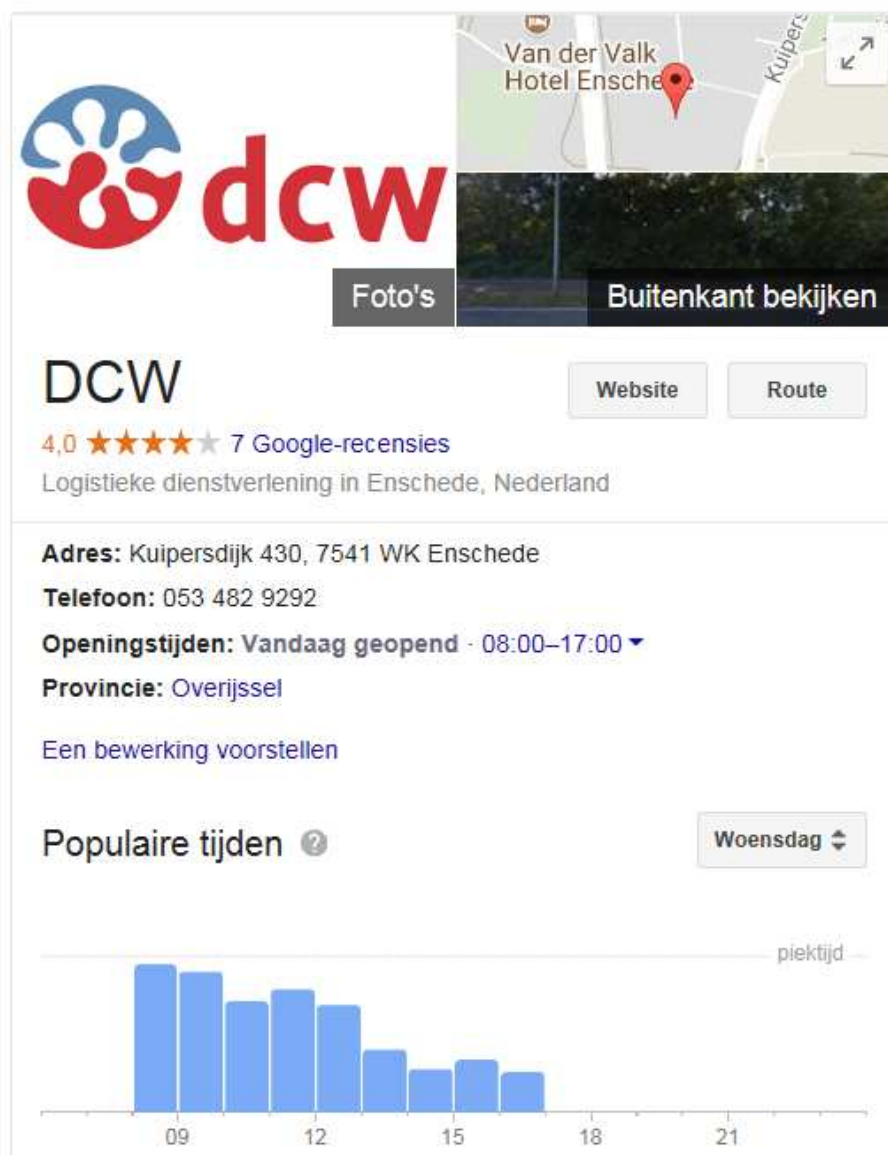 Van der Valk
Hotel Enschede
Kuipers
dcw
Foto's
Buitenkant bekijken
DCW
Website
Route
4,0 7 Google-recensies
Logistieke dienstverlening in Enschede, Nederland
Adres: Kuipersdijk 430, 7541 WK Enschede
Telefoon: 053 482 9292
Openingstijden: Vandaag geopend · 08:00–17:00
Provincie: Overijssel
Een bewerking voorstellen
Populaire tijden ?
Woensdag
piektijd
09 12 15 18 21